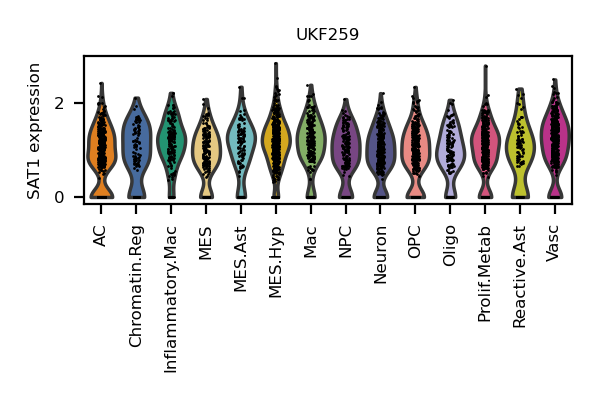 UKF259
SAT1 expression
2
0
AC
Chromatin.Reg
Inflammatory.Mac
MES
MES.Ast
MES.Hyp
Mac
NPC
Neuron
OPC
Oligo
Prolif.Metab
Reactive.Ast
Vasc